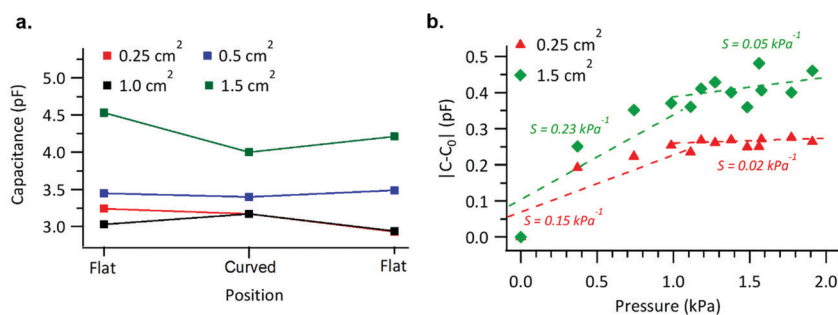 a.
0.25 cm²
0.5 cm²
1.0 cm²
1.5 cm²
Capacitance (pF)
5.0
4.5
4.0
3.5
3.0
Flat
Curved
Flat
Position
b.
0.25 cm²
1.5 cm²
S = 0.05 kPa⁻¹
S = 0.23 kPa⁻¹
S = 0.02 kPa⁻¹
S = 0.15 kPa⁻¹
|C-C₀| (pF)
0.5
0.4
0.3
0.2
0.1
0.0
0.0
0.5
1.0
1.5
2.0
Pressure (kPa)